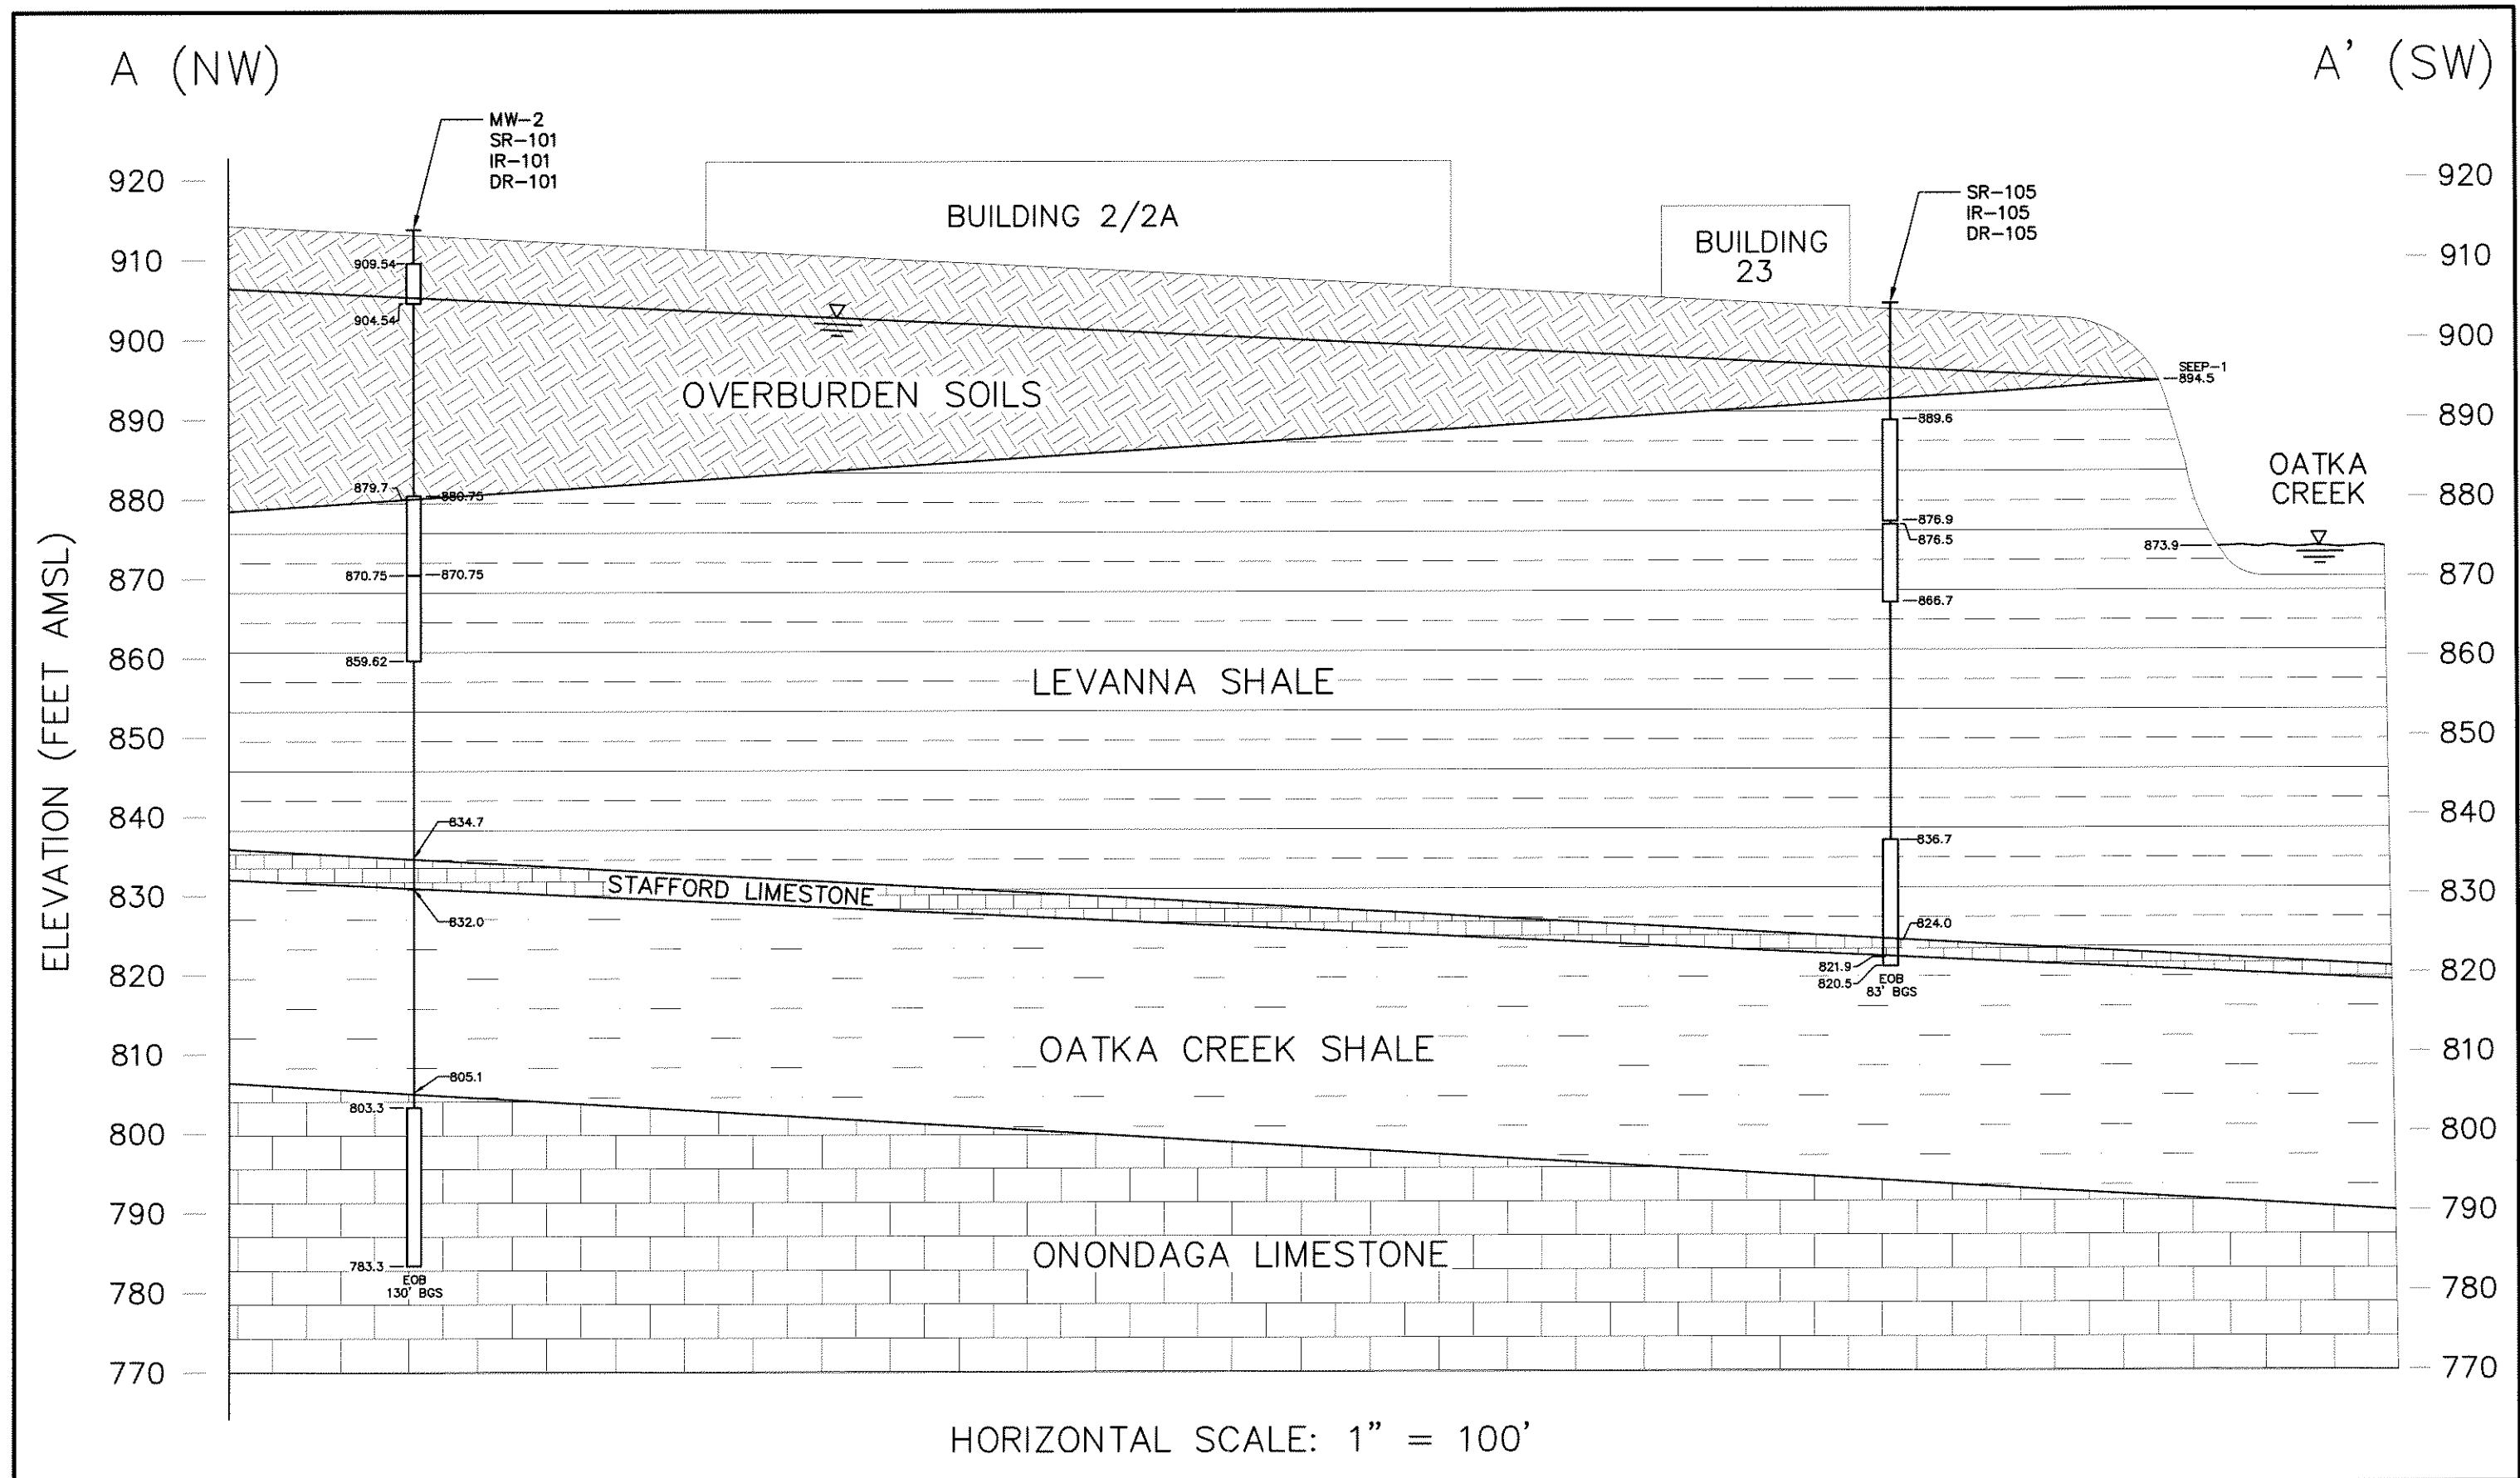 A (NW)
A' (SW)
MW-2
SR-101
IR-101
DR-101
SR-105
IR-105
DR-105
BUILDING 2/2A
BUILDING
23
920
910
900
890
880
870
860
850
840
830
820
810
800
790
780
770
ELEVATION (FEET AMSL)
909.54
904.54
879.7
880.75
870.75
870.75
859.62
834.7
832.0
805.1
803.3
783.3
EOB
130' BGS
OVERBURDEN SOILS
LEVANNA SHALE
STAFFORD LIMESTONE
OATKA CREEK SHALE
ONONDAGA LIMESTONE
889.6
876.9
876.5
866.7
836.7
824.0
821.9
820.5
EOB
83' BGS
SEEP-1
894.5
OATKA
CREEK
873.9
920
910
900
890
880
870
860
850
840
830
820
810
800
790
780
770
HORIZONTAL SCALE: 1" = 100'